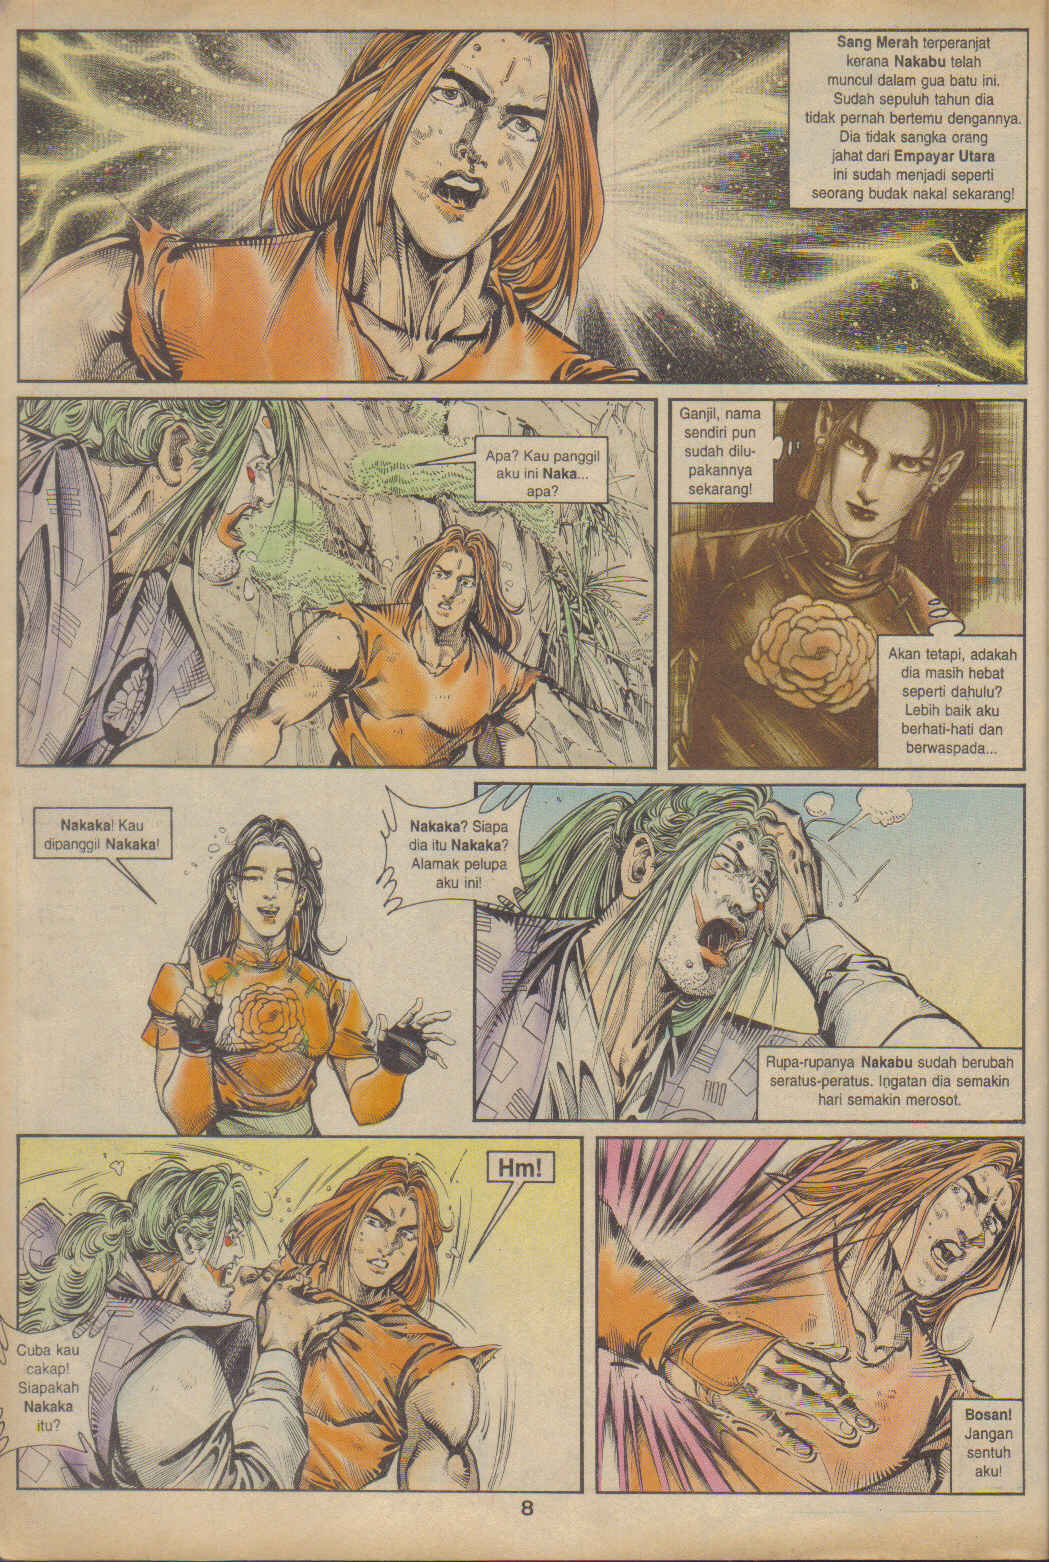 Sang Merah terperanjat
kerana Nakabu telah
muncul dalam gua batu ini.
Sudah sepuluh tahun dia
tidak pernah bertemu dengannya.
Dia tidak sangka orang
jahat dari Empayar Utara
ini sudah menjadi seperti
seorang budak nakal sekarang!
Apa? Kau panggil
aku ini Naka...
apa?
Ganjil, nama
sendiri pun
sudah dilu-
pakannya
sekarang!
Akan tetapi, adakah
dia masih hebat
seperti dahulu?
Lebih baik aku
berhati-hati dan
berwaspada...
Nakaka! Kau
dipanggil Nakaka!
Nakaka? Siapa
dia itu Nakaka?
Alamak pelupa
aku ini!
Rupa-rupanya Nakabu sudah berubah
seratus-peratus. Ingatan dia semakin
hari semakin merosot.
Hm!
Cuba kau
cakap!
Siapakah
Nakaka
itu?
Bosan!
Jangan
sentuh
aku!
8